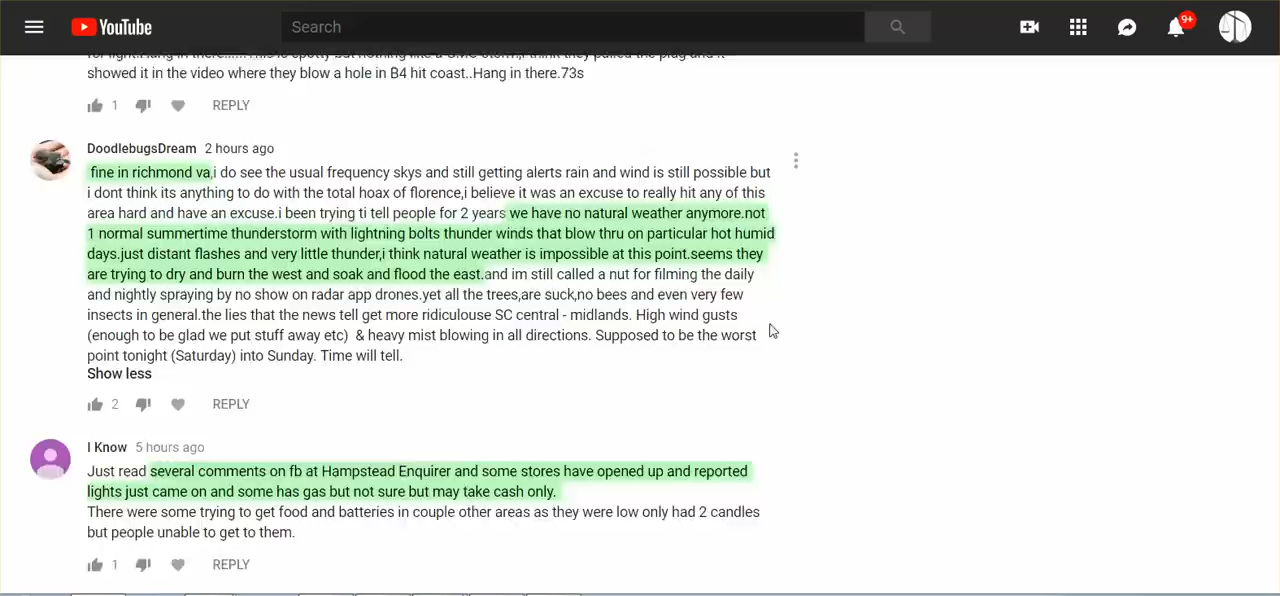 YouTube
Search
9+
showed it in the video where they blow a hole in B4 hit coast..Hang in there.73s
1 REPLY
DoodlebugsDream 2 hours ago
fine in richmond va,i do see the usual frequency skys and still getting alerts rain and wind is still possible but
i dont think its anything to do with the total hoax of florence,i believe it was an excuse to really hit any of this
area hard and have an excuse.i been trying ti tell people for 2 years we have no natural weather anymore.not
1 normal summertime thunderstorm with lightning bolts thunder winds that blow thru on particular hot humid
days.just distant flashes and very little thunder,i think natural weather is impossible at this point.seems they
are trying to dry and burn the west and soak and flood the east.and im still called a nut for filming the daily
and nightly spraying by no show on radar app drones.yet all the trees,are suck,no bees and even very few
insects in general.the lies that the news tell get more ridiculouse SC central - midlands. High wind gusts
(enough to be glad we put stuff away etc) & heavy mist blowing in all directions. Supposed to be the worst
point tonight (Saturday) into Sunday. Time will tell.
Show less
2 REPLY
I Know 5 hours ago
Just read several comments on fb at Hampstead Enquirer and some stores have opened up and reported
lights just came on and some has gas but not sure but may take cash only.
There were some trying to get food and batteries in couple other areas as they were low only had 2 candles
but people unable to get to them.
1 REPLY